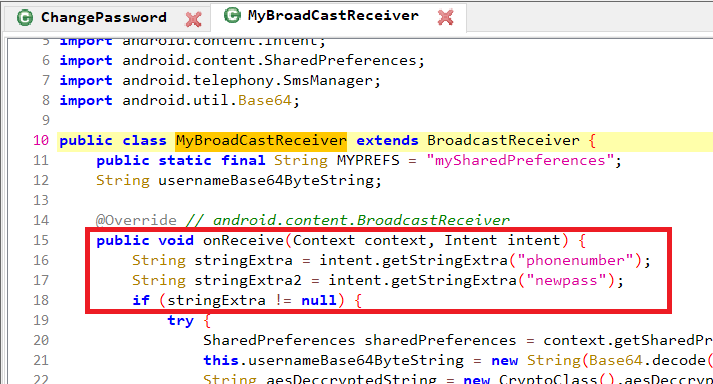 ChangePassword MyBroadCastReceiver
5 import android.content.Intent;
6 import android.content.SharedPreferences;
7 import android.telephony.SmsManager;
8 import android.util.Base64;
9
10 public class MyBroadCastReceiver extends BroadcastReceiver {
11 public static final String MYPREFS = "mySharedPreferences";
12 String usernameBase64ByteString;
13
14 @Override // android.content.BroadcastReceiver
15 public void onReceive(Context context, Intent intent) {
16 String stringExtra = intent.getStringExtra("phonenumber");
17 String stringExtra2 = intent.getStringExtra("newpass");
18 if (stringExtra != null) {
19 try {
20 SharedPreferences sharedPreferences = context.getSharedPr
21 this.usernameBase64ByteString = new String(Base64.decode(
22 String aesDeccryptedString = new CryptoClass().aesDeccryp